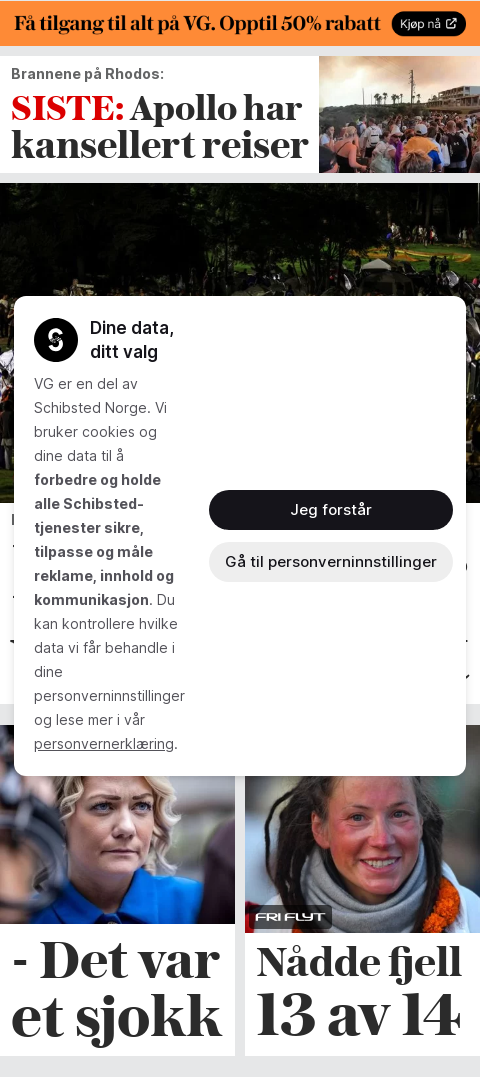 Få tilgang til alt på VG. Opptil 50% rabatt
Kjøp nå
Brannene på Rhodos:
SISTE: Apollo har
kansellert reiser
Dine data,
ditt valg
VG er en del av
Schibsted Norge. Vi
bruker cookies og
dine data til å
forbedre og holde
alle Schibsted-
tjenester sikre,
tilpasse og måle
reklame, innhold og
kommunikasjon. Du
kan kontrollere hvilke
data vi får behandle i
dine
personverninnstillinger
og lese mer i vår
personvernerklæring.
Jeg forstår
Gå til personverninnstillinger
FRI FLYT
- Det var
et sjokk
Nådde fjell
13 av 14